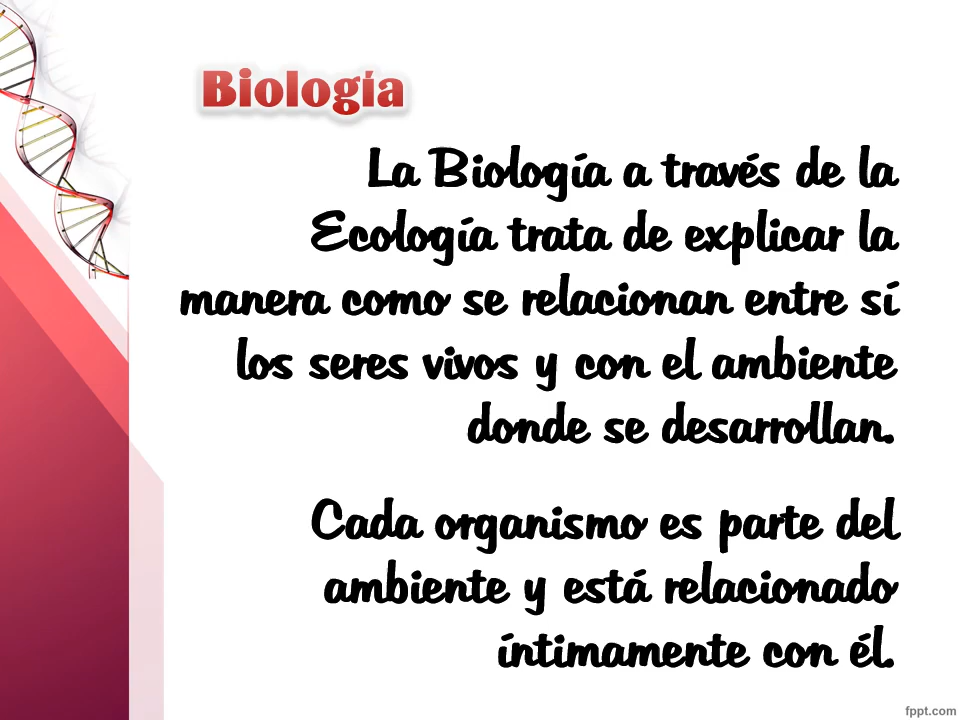 Biología
La Biología a través de la
Ecología trata de explicar la
manera como se relacionan entre sí
los seres vivos y con el ambiente
donde se desarrollan.
Cada organismo es parte del
ambiente y está relacionado
íntimamente con él.
fppt.com